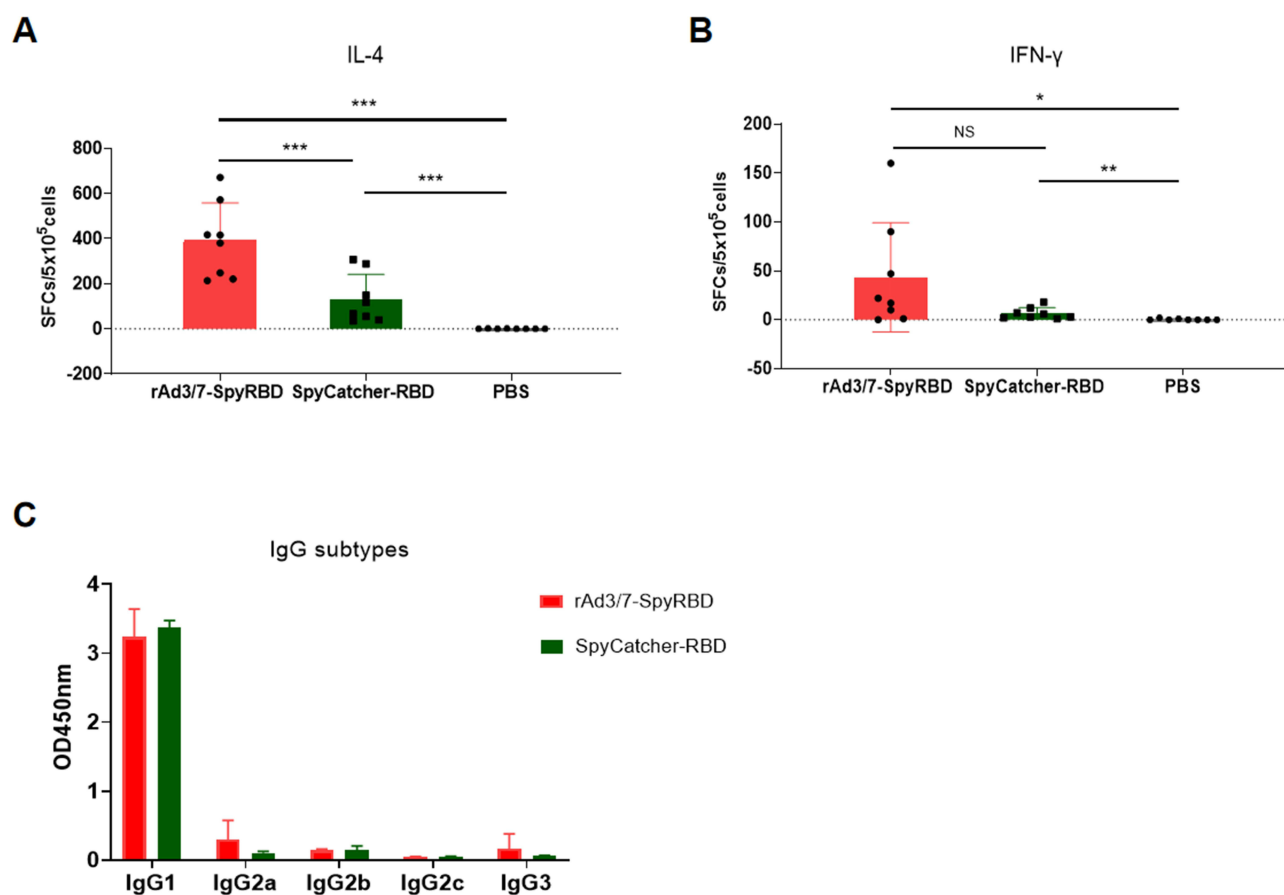 A
IL-4
***
***
***
800
600
400
200
0
-200
SFCs/5x10⁵cells
rAd3/7-SpyRBD
SpyCatcher-RBD
PBS
B
IFN-γ
*
NS
**
200
150
100
50
0
-50
SFCs/5x10⁵cells
rAd3/7-SpyRBD
SpyCatcher-RBD
PBS
C
IgG subtypes
4
3
2
1
0
OD450nm
rAd3/7-SpyRBD
SpyCatcher-RBD
IgG1
IgG2a
IgG2b
IgG2c
IgG3